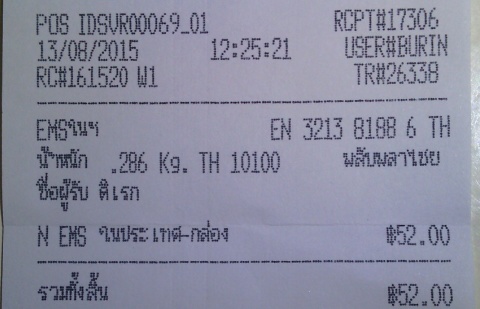 POS IDSVR00069_01 RCPT#17306
13/08/2015 12:25:21 USER#BURIN
RC#161520 W1 TR#26338
EMSในฯ EN 3213 8188 6 TH
น้ำหนัก .286 Kg. TH 10100 พลับพลาไชย
ชื่อผู้รับ ดิเรก
N EMS ในประเทศ-กล่อง ฿52.00
รวมทั้งสิ้น ฿52.00